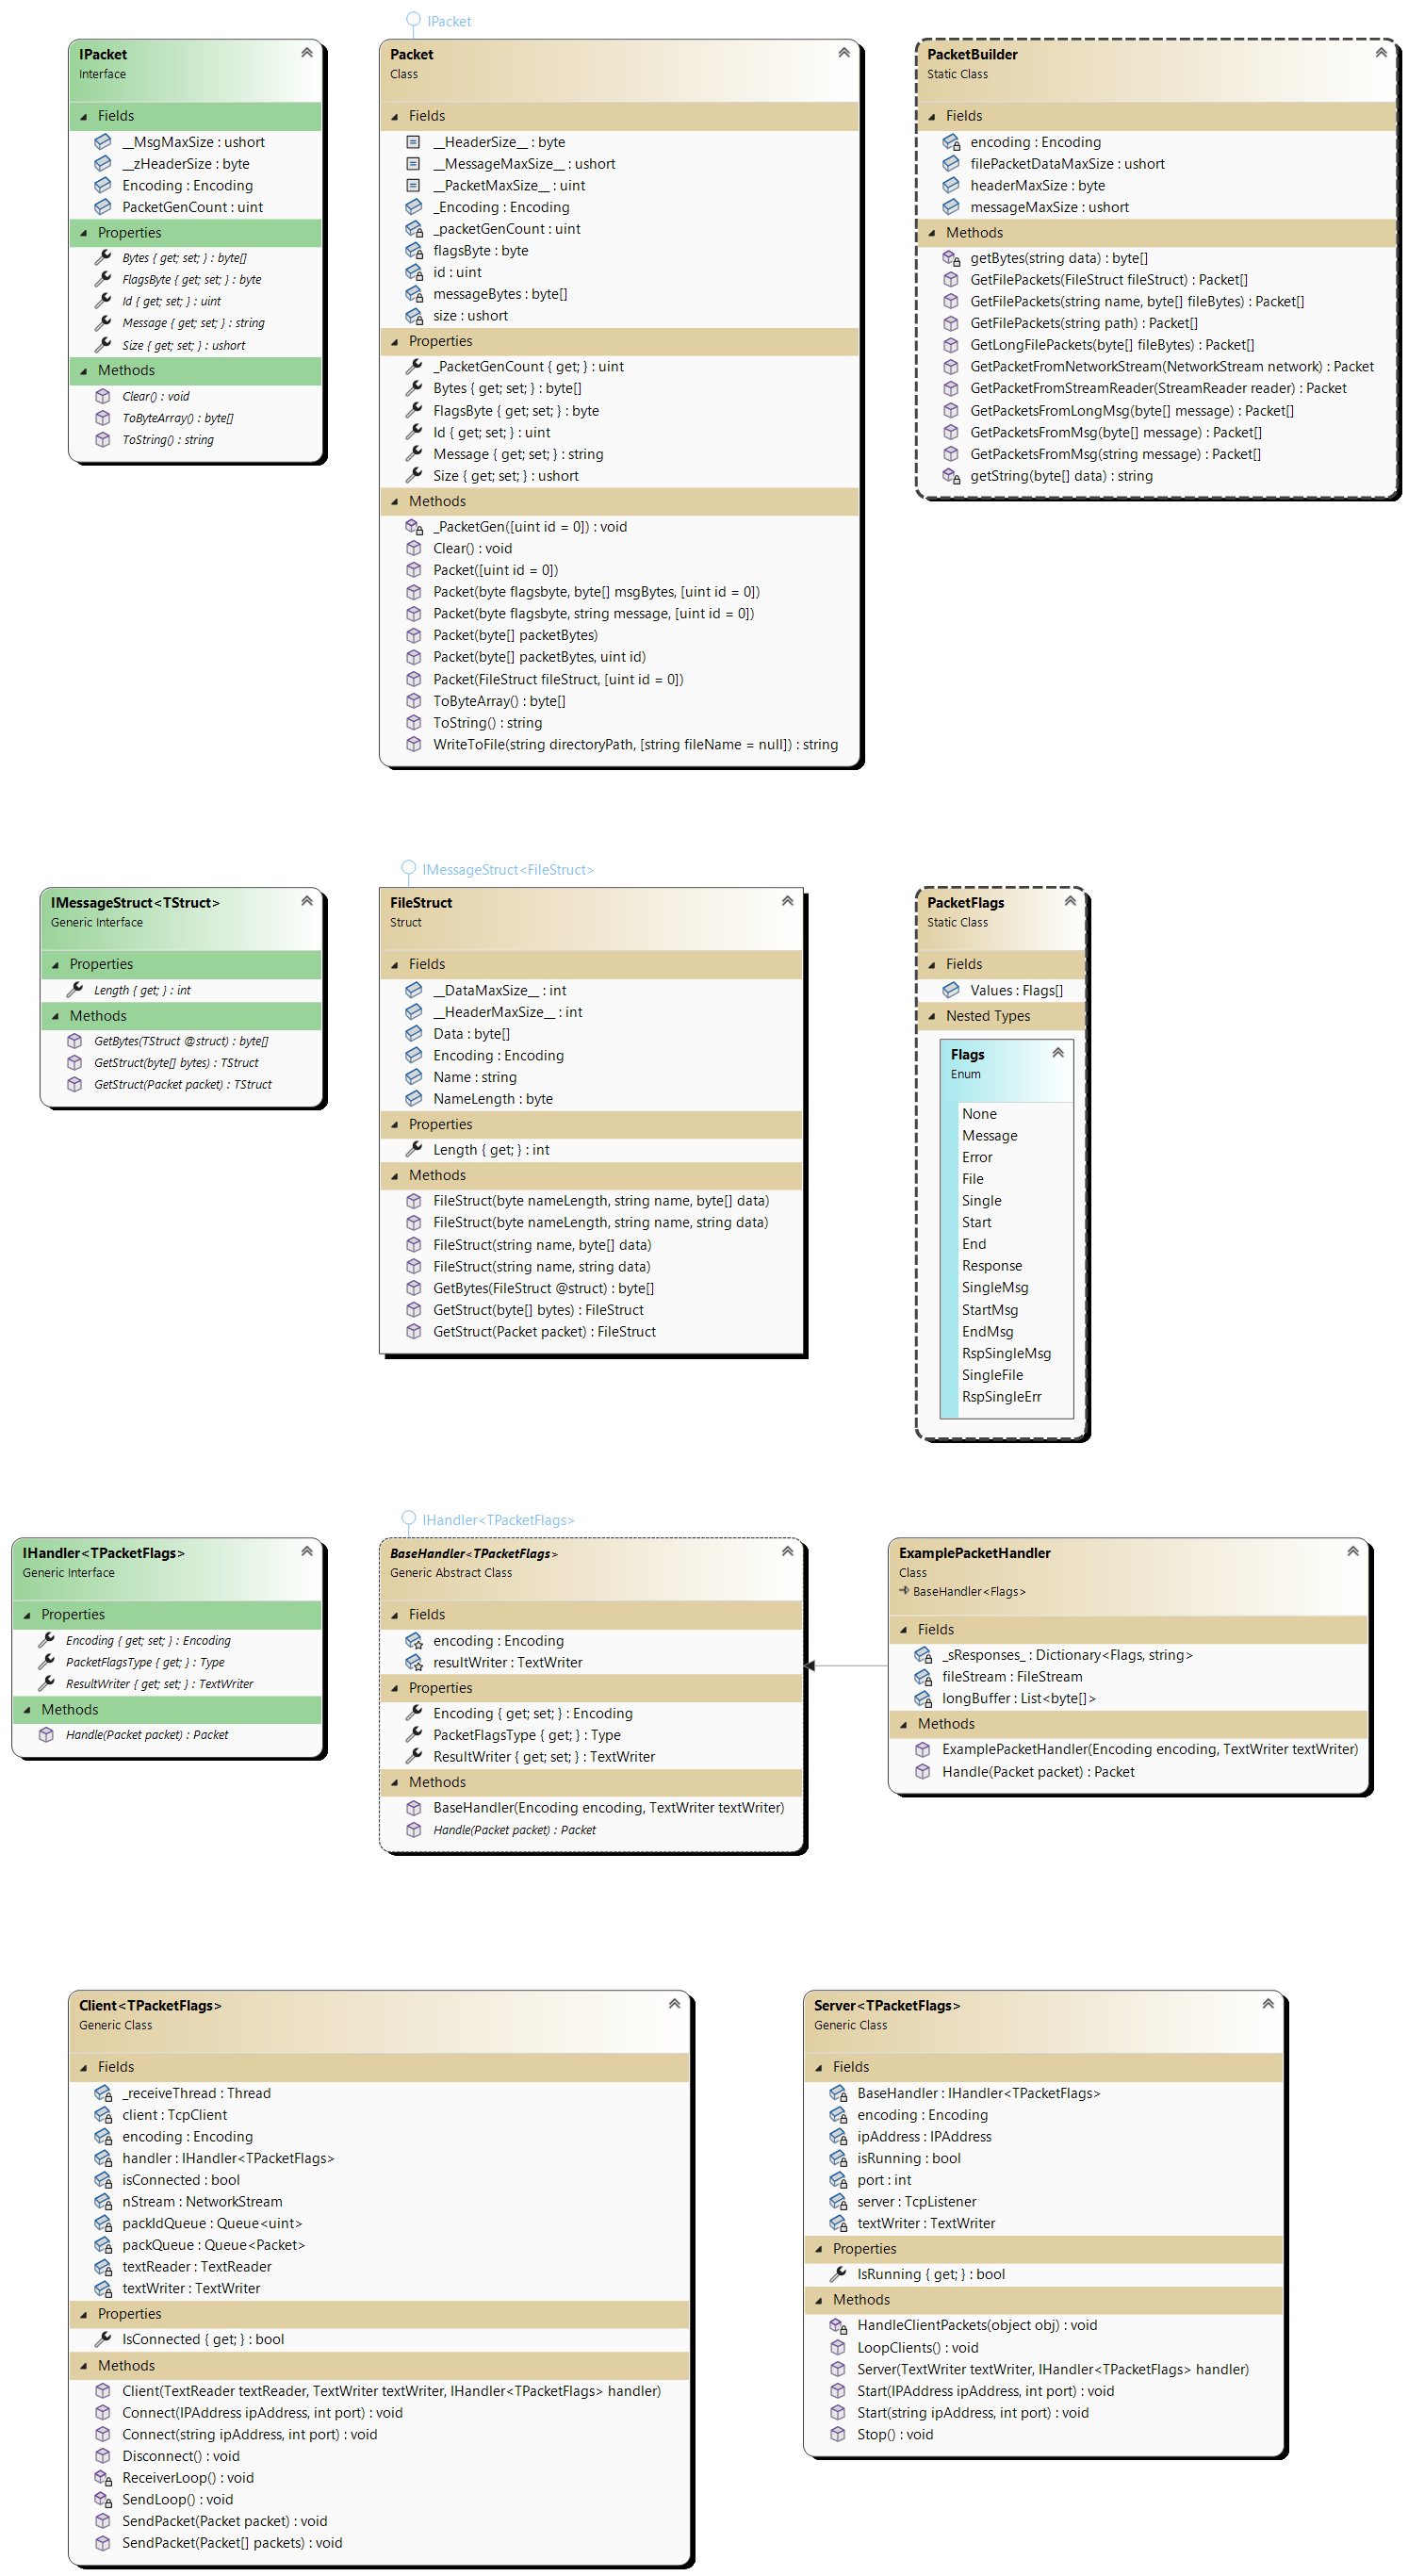 IPacket
IPacket
Interface
Fields
__MsgMaxSize : ushort
__zHeaderSize : byte
Encoding : Encoding
PacketGenCount : uint
Properties
Bytes { get; set; } : byte[]
FlagsByte { get; set; } : byte
Id { get; set; } : uint
Message { get; set; } : string
Size { get; set; } : ushort
Methods
Clear() : void
ToByteArray() : byte[]
ToString() : string
Packet
Class
Fields
__HeaderSize__ : byte
__MessageMaxSize__ : ushort
__PacketMaxSize__ : uint
_Encoding : Encoding
_packetGenCount : uint
flagsByte : byte
id : uint
messageBytes : byte[]
size : ushort
Properties
_PacketGenCount { get; } : uint
Bytes { get; set; } : byte[]
FlagsByte { get; set; } : byte
Id { get; set; } : uint
Message { get; set; } : string
Size { get; set; } : ushort
Methods
_PacketGen([uint id = 0]) : void
Clear() : void
Packet([uint id = 0])
Packet(byte flagsbyte, byte[] msgBytes, [uint id = 0])
Packet(byte flagsbyte, string message, [uint id = 0])
Packet(byte[] packetBytes)
Packet(byte[] packetBytes, uint id)
Packet(FileStruct fileStruct, [uint id = 0])
ToByteArray() : byte[]
ToString() : string
WriteToFile(string directoryPath, [string fileName = null]) : string
PacketBuilder
Static Class
Fields
encoding : Encoding
filePacketDataMaxSize : ushort
headerMaxSize : byte
messageMaxSize : ushort
Methods
getBytes(string data) : byte[]
GetFilePackets(FileStruct fileStruct) : Packet[]
GetFilePackets(string name, byte[] fileBytes) : Packet[]
GetFilePackets(string path) : Packet[]
GetLongFilePackets(byte[] fileBytes) : Packet[]
GetPacketFromNetworkStream(NetworkStream network) : Packet
GetPacketFromStreamReader(StreamReader reader) : Packet
GetPacketsFromLongMsg(byte[] message) : Packet[]
GetPacketsFromMsg(byte[] message) : Packet[]
GetPacketsFromMsg(string message) : Packet[]
getString(byte[] data) : string
IMessageStruct<TStruct>
Generic Interface
Properties
Length { get; } : int
Methods
GetBytes(TStruct @struct) : byte[]
GetStruct(byte[] bytes) : TStruct
GetStruct(Packet packet) : TStruct
IMessageStruct<FileStruct>
FileStruct
Struct
Fields
__DataMaxSize__ : int
__HeaderMaxSize__ : int
Data : byte[]
Encoding : Encoding
Name : string
NameLength : byte
Properties
Length { get; } : int
Methods
FileStruct(byte nameLength, string name, byte[] data)
FileStruct(byte nameLength, string name, string data)
FileStruct(string name, byte[] data)
FileStruct(string name, string data)
GetBytes(FileStruct @struct) : byte[]
GetStruct(byte[] bytes) : FileStruct
GetStruct(Packet packet) : FileStruct
PacketFlags
Static Class
Fields
Values : Flags[]
Nested Types
Flags
Enum
None
Message
Error
File
Single
Start
End
Response
SingleMsg
StartMsg
EndMsg
RspSingleMsg
SingleFile
RspSingleErr
IHandler<TPacketFlags>
Generic Interface
Properties
Encoding { get; set; } : Encoding
PacketFlagsType { get; } : Type
ResultWriter { get; set; } : TextWriter
Methods
Handle(Packet packet) : Packet
IHandler<TPacketFlags>
BaseHandler<TPacketFlags>
Generic Abstract Class
Fields
encoding : Encoding
resultWriter : TextWriter
Properties
Encoding { get; set; } : Encoding
PacketFlagsType { get; } : Type
ResultWriter { get; set; } : TextWriter
Methods
BaseHandler(Encoding encoding, TextWriter textWriter)
Handle(Packet packet) : Packet
ExamplePacketHandler
Class
BaseHandler<Flags>
Fields
_sResponses_ : Dictionary<Flags, string>
fileStream : FileStream
longBuffer : List<byte[]>
Methods
ExamplePacketHandler(Encoding encoding, TextWriter textWriter)
Handle(Packet packet) : Packet
Client<TPacketFlags>
Generic Class
Fields
_receiveThread : Thread
client : TcpClient
encoding : Encoding
handler : IHandler<TPacketFlags>
isConnected : bool
nStream : NetworkStream
packIdQueue : Queue<uint>
packQueue : Queue<Packet>
textReader : TextReader
textWriter : TextWriter
Properties
IsConnected { get; } : bool
Methods
Client(TextReader textReader, TextWriter textWriter, IHandler<TPacketFlags> handler)
Connect(IPAddress ipAddress, int port) : void
Connect(string ipAddress, int port) : void
Disconnect() : void
ReceiverLoop() : void
SendLoop() : void
SendPacket(Packet packet) : void
SendPacket(Packet[] packets) : void
Server<TPacketFlags>
Generic Class
Fields
BaseHandler : IHandler<TPacketFlags>
encoding : Encoding
ipAddress : IPAddress
isRunning : bool
port : int
server : TcpListener
textWriter : TextWriter
Properties
IsRunning { get; } : bool
Methods
HandleClientPackets(object obj) : void
LoopClients() : void
Server(TextWriter textWriter, IHandler<TPacketFlags> handler)
Start(IPAddress ipAddress, int port) : void
Start(string ipAddress, int port) : void
Stop() : void